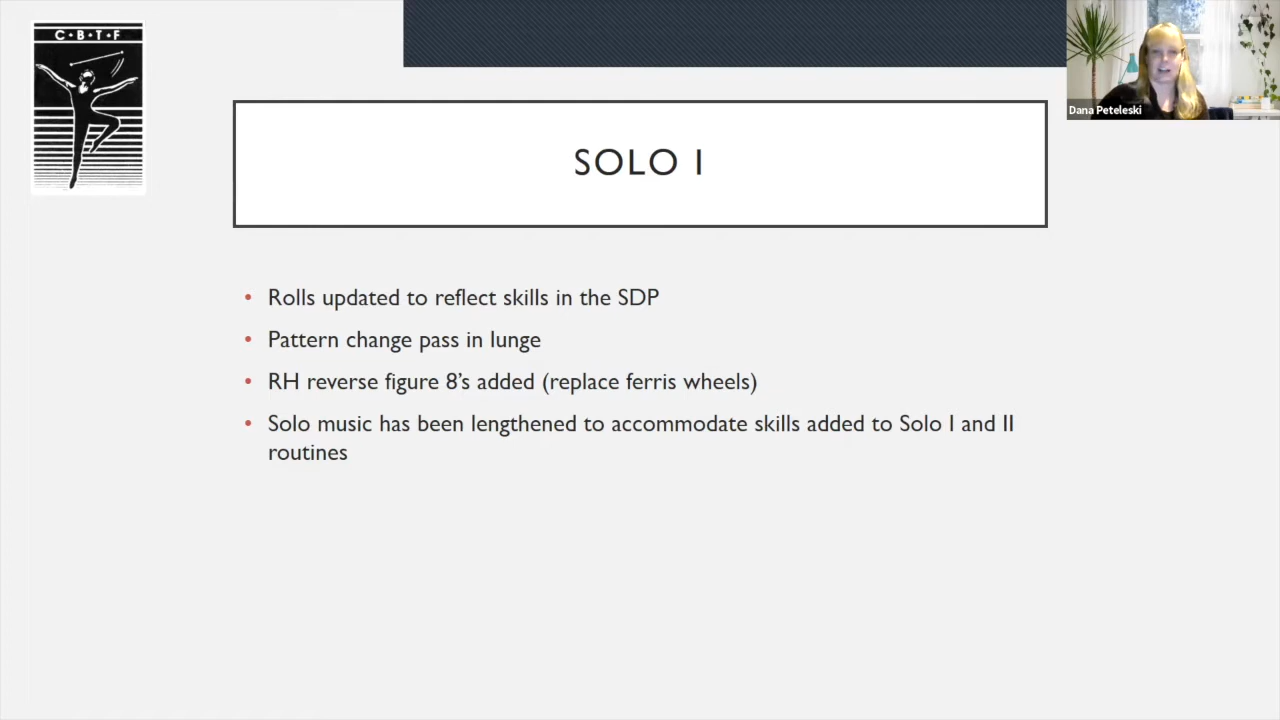 C•B•T•F
Dana Peteleski
SOLO I
• Rolls updated to reflect skills in the SDP
• Pattern change pass in lunge
• RH reverse figure 8’s added (replace ferris wheels)
• Solo music has been lengthened to accommodate skills added to Solo I and II
routines